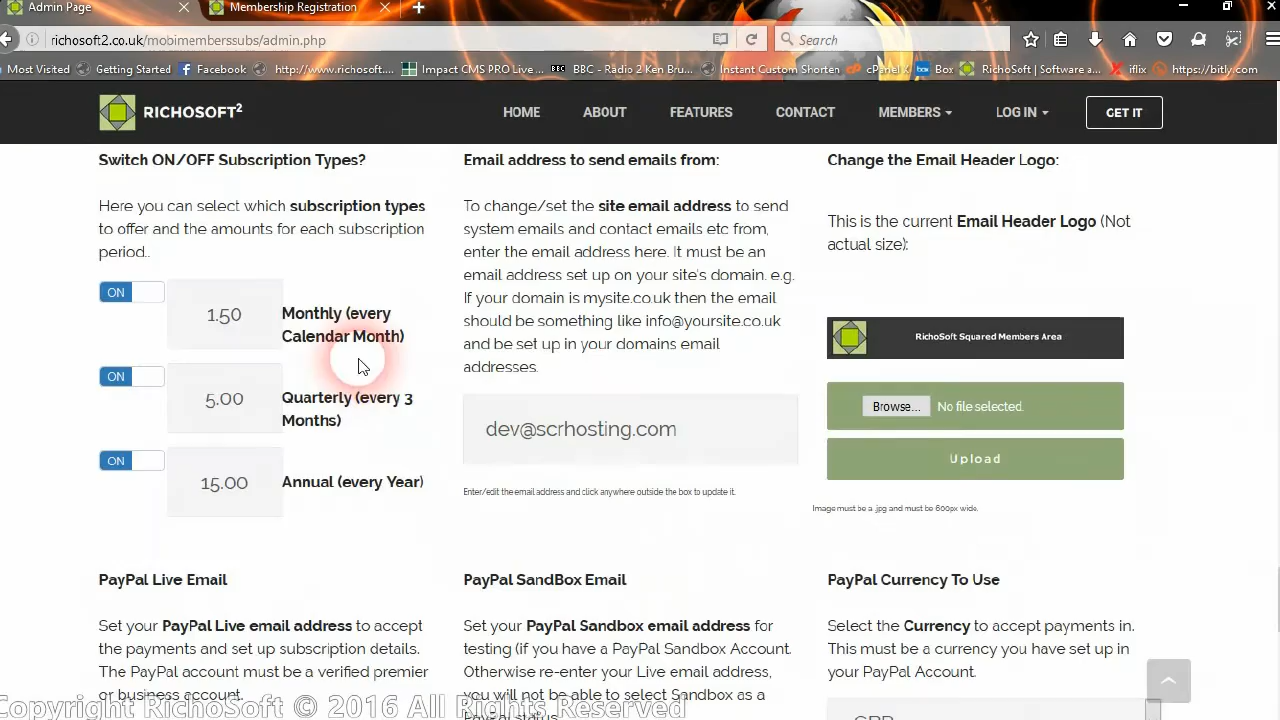 Admin Page
Membership Registration
richosoft2.co.uk/mobimemberssubs/admin.php
Search
Most Visited
Getting Started
Facebook
http://www.richosoft....
Impact CMS PRO Live ...
BBC - Radio 2 Ken Bru...
Instant Custom Shorten
cPanel X
Box
RichoSoft | Software a...
iflix
https://bitly.com
RICHOSOFT²
HOME
ABOUT
FEATURES
CONTACT
MEMBERS
LOG IN
GET IT
Switch ON/OFF Subscription Types?
Here you can select which subscription types
to offer and the amounts for each subscription
period..
ON
1.50
Monthly (every
Calendar Month)
ON
5.00
Quarterly (every 3
Months)
ON
15.00
Annual (every Year)
Email address to send emails from:
To change/set the site email address to send
system emails and contact emails etc from,
enter the email address here. It must be an
email address set up on your site's domain. e.g.
If your domain is mysite.co.uk then the email
should be something like info@yoursite.co.uk
and be set up in your domains email
addresses.
dev@scrhosting.com
Enter/edit the email address and click anywhere outside the box to update it.
Change the Email Header Logo:
This is the current Email Header Logo (Not
actual size):
RichoSoft Squared Members Area
Browse... No file selected.
Upload
Image must be a .jpg and must be 600px wide.
PayPal Live Email
Set your PayPal Live email address to accept
the payments and set up subscription details.
The PayPal account must be a verified premier
or business account.
PayPal SandBox Email
Set your PayPal Sandbox email address for
testing (if you have a PayPal Sandbox Account.
Otherwise re-enter your Live email address,
you will not be able to select Sandbox as a
PayPal status.
PayPal Currency To Use
Select the Currency to accept payments in.
This must be a currency you have set up in
your PayPal Account.
GBP
Copyright RichoSoft © 2016 All Rights Reserved